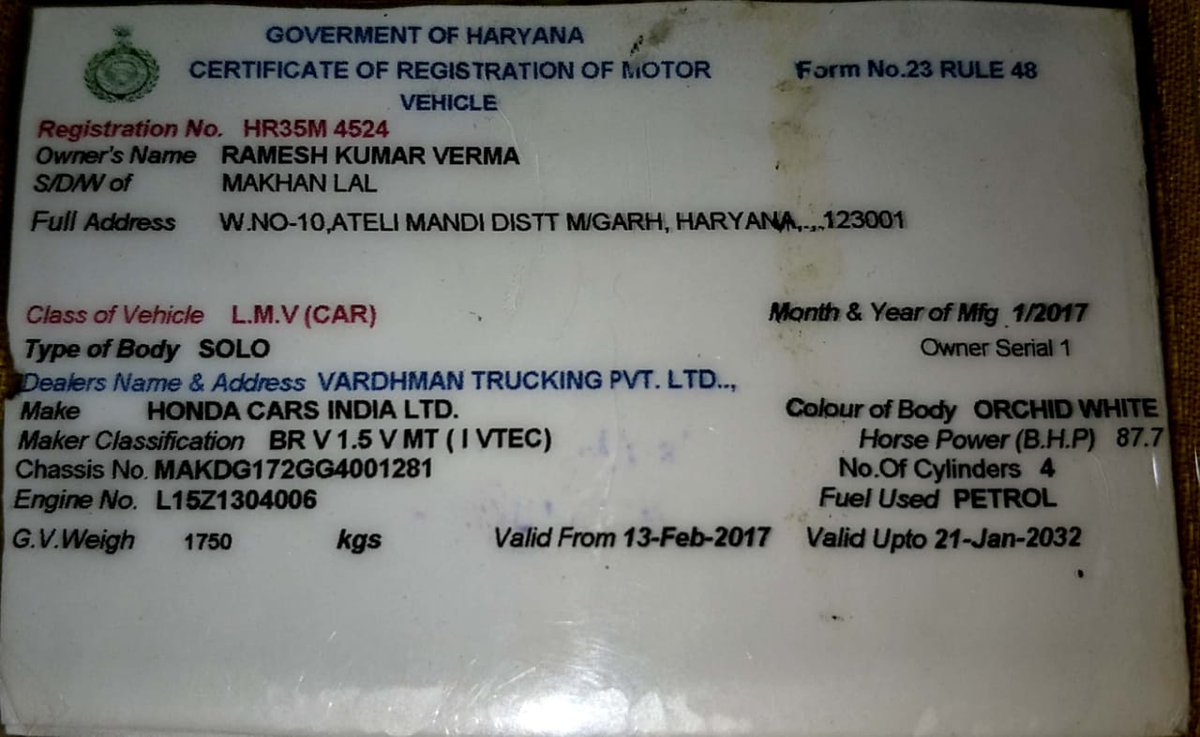 GOVERMENT OF HARYANA
CERTIFICATE OF REGISTRATION OF MOTOR VEHICLE
Form No.23 RULE 48
Registration No. HR35M 4524
Owner's Name RAMESH KUMAR VERMA
S/D/W of MAKHAN LAL
Full Address W.NO-10,ATELI MANDI DISTT M/GARH, HARYANA,.,.123001
Class of Vehicle L.M.V (CAR)
Month & Year of Mfg 1/2017
Type of Body SOLO
Owner Serial 1
Dealers Name & Address VARDHMAN TRUCKING PVT. LTD..,
Make HONDA CARS INDIA LTD.
Colour of Body ORCHID WHITE
Maker Classification BR V 1.5 V MT ( I VTEC)
Horse Power (B.H.P) 87.7
Chassis No. MAKDG172GG4001281
No.Of Cylinders 4
Engine No. L15Z1304006
Fuel Used PETROL
G.V.Weigh 1750 kgs
Valid From 13-Feb-2017
Valid Upto 21-Jan-2032